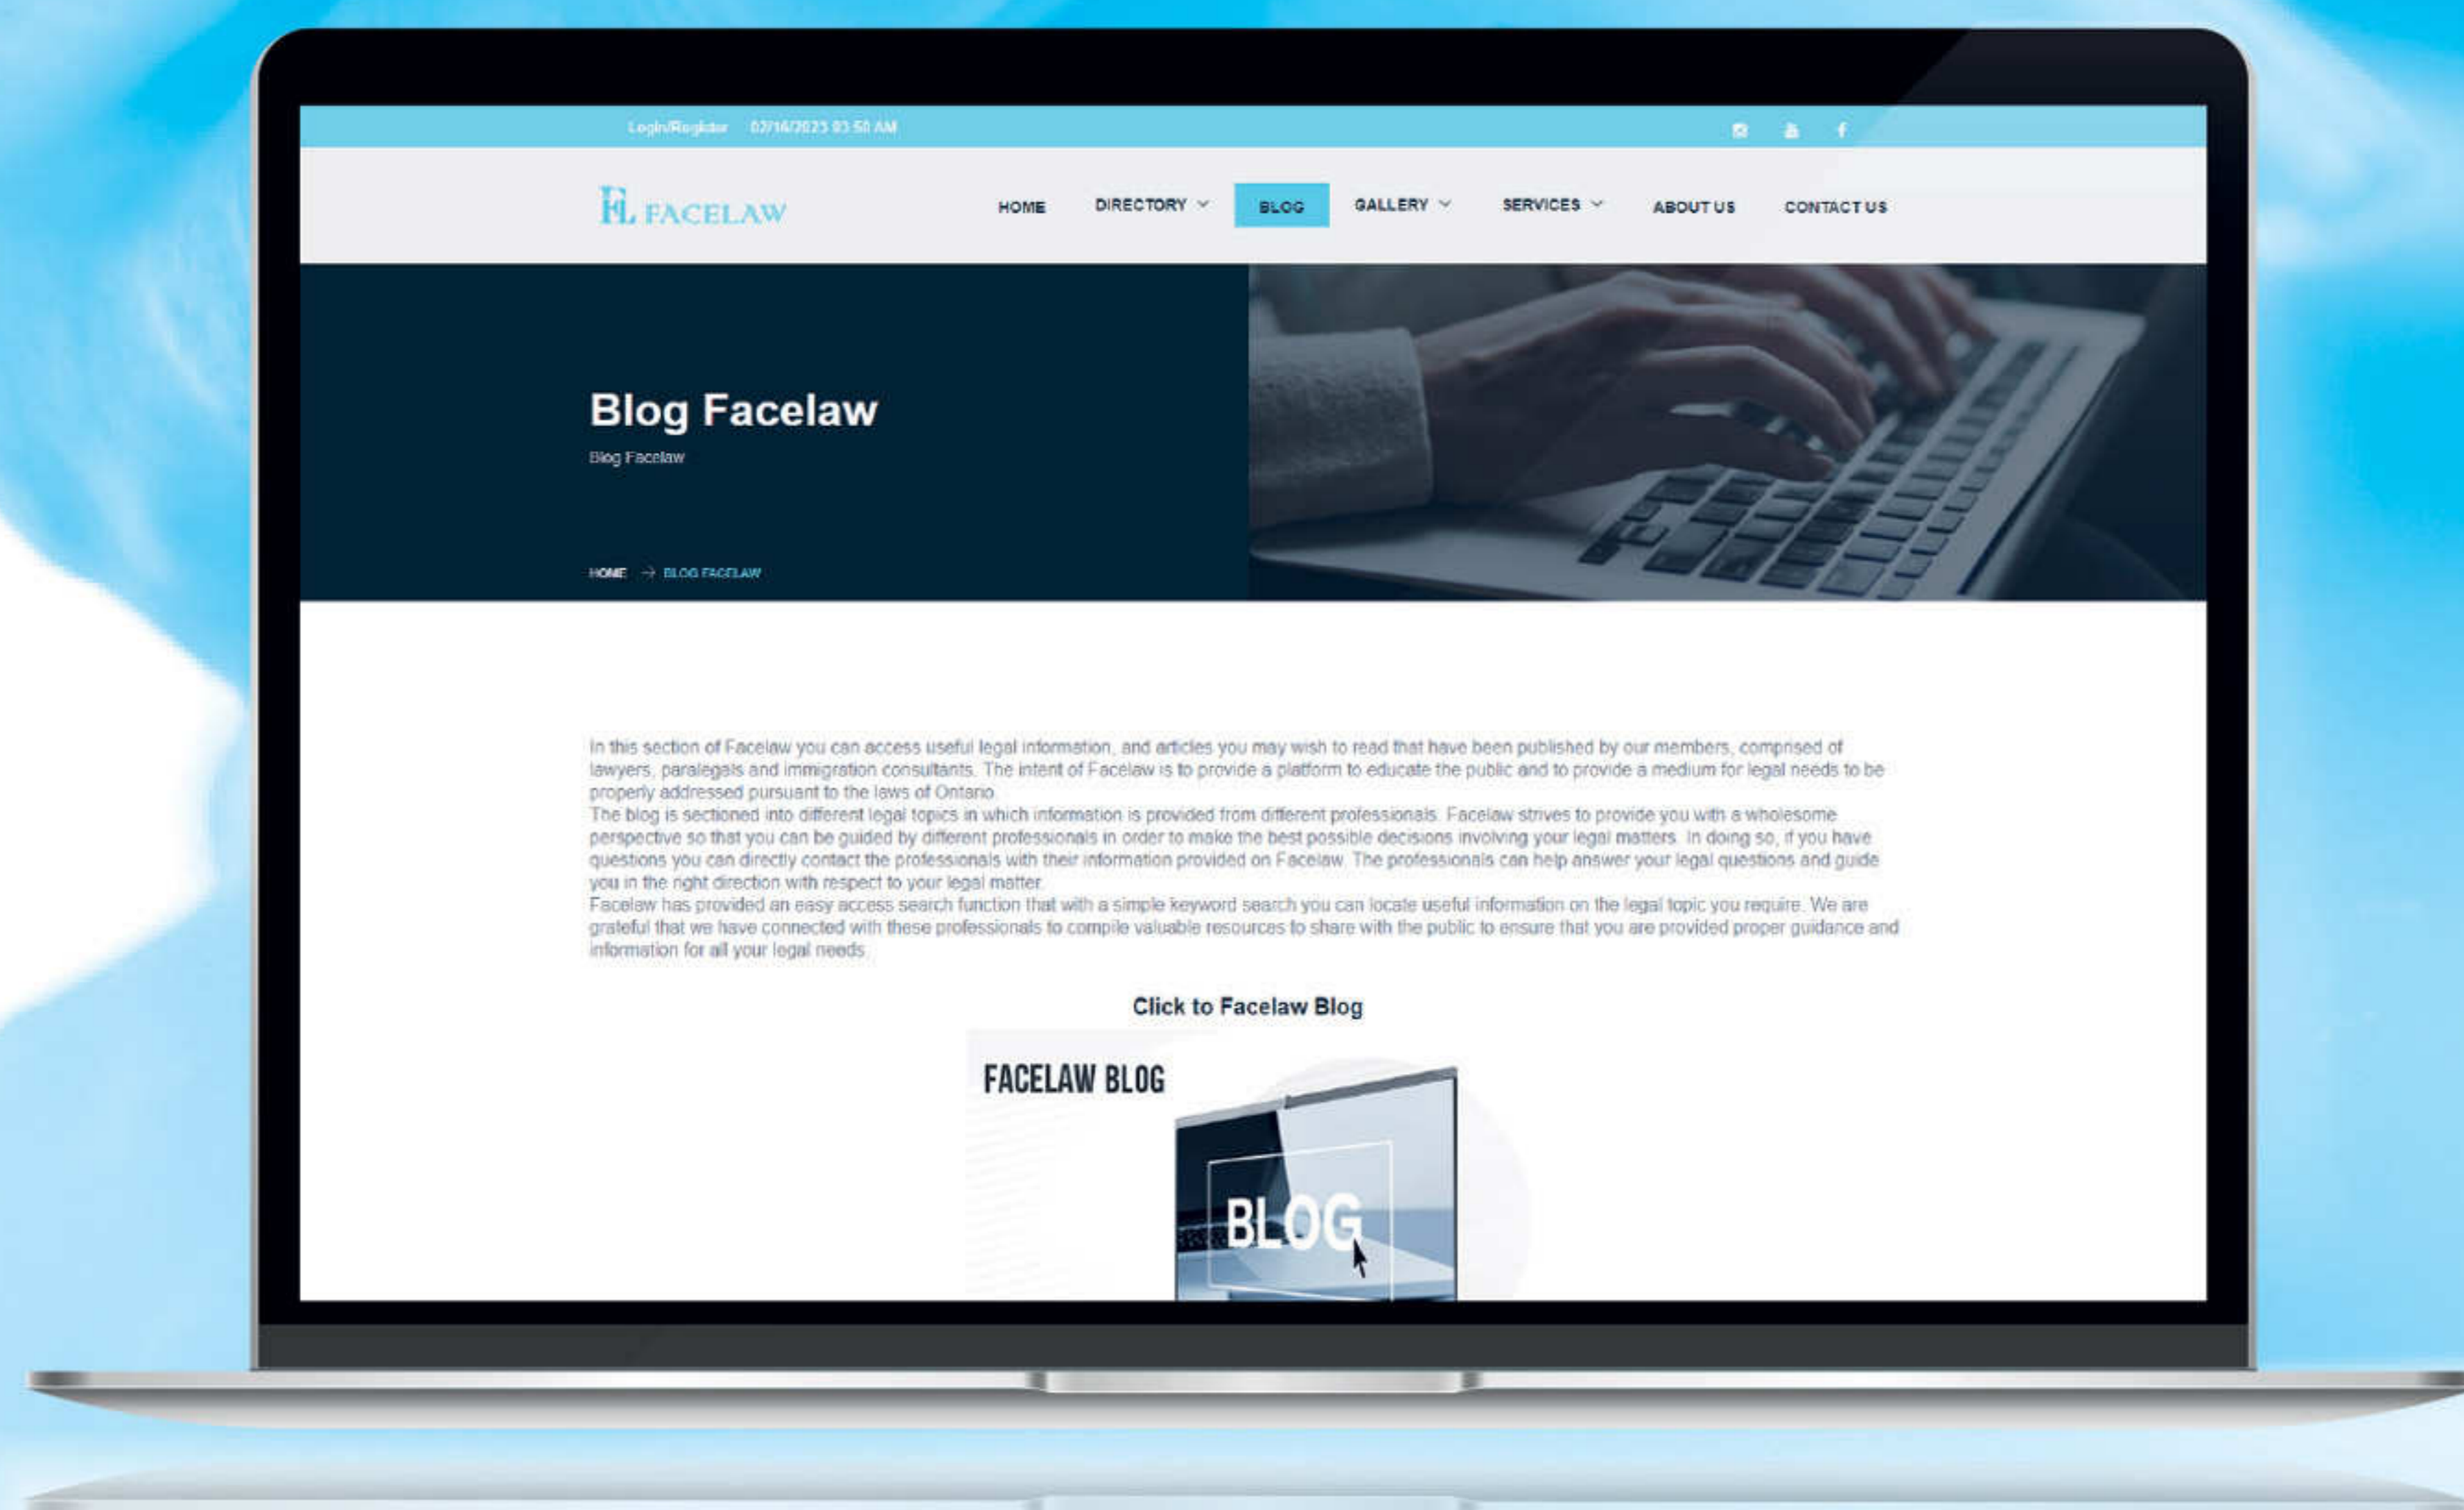 Login/Register 02/16/2023 03:50 AM
FL FACELAW
HOME DIRECTORY BLOG GALLERY SERVICES ABOUT US CONTACT US
Blog Facelaw
Blog Facelaw
HOME → BLOG FACELAW
In this section of Facelaw you can access useful legal information, and articles you may wish to read that have been published by our members, comprised of
lawyers, paralegals and immigration consultants. The intent of Facelaw is to provide a platform to educate the public and to provide a medium for legal needs to be
properly addressed pursuant to the laws of Ontario.
The blog is sectioned into different legal topics in which information is provided from different professionals. Facelaw strives to provide you with a wholesome
perspective so that you can be guided by different professionals in order to make the best possible decisions involving your legal matters. In doing so, if you have
questions you can directly contact the professionals with their information provided on Facelaw. The professionals can help answer your legal questions and guide
you in the right direction with respect to your legal matter.
Facelaw has provided an easy access search function that with a simple keyword search you can locate useful information on the legal topic you require. We are
grateful that we have connected with these professionals to compile valuable resources to share with the public to ensure that you are provided proper guidance and
information for all your legal needs.
Click to Facelaw Blog
FACELAW BLOG
BLOG